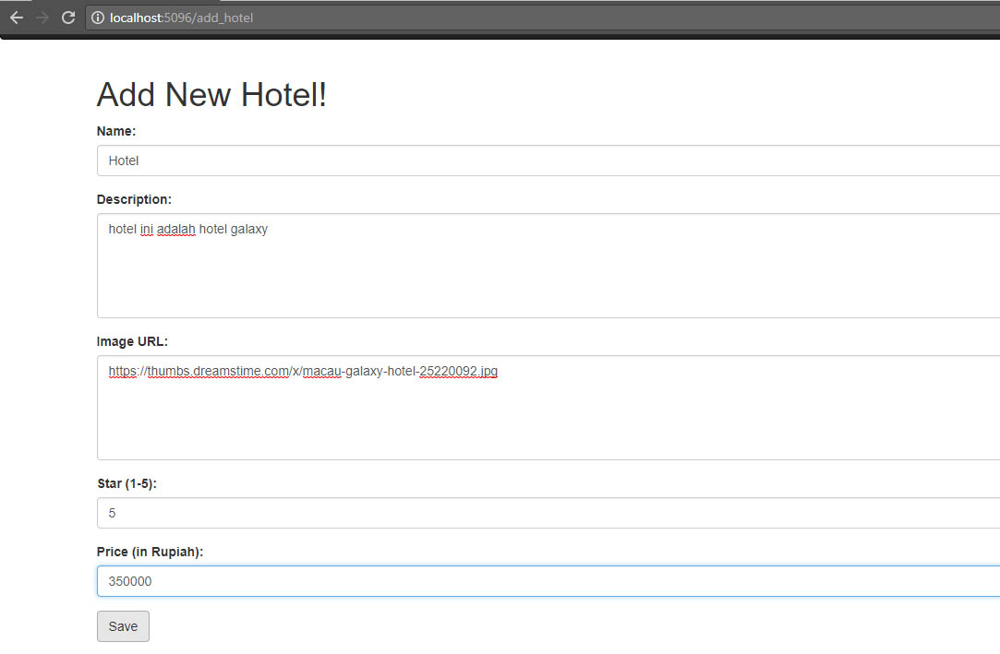 localhost:5096/add_hotel
Add New Hotel!
Name:
Hotel
Description:
hotel ini adalah hotel galaxy
Image URL:
https://thumbs.dreamstime.com/x/macau-galaxy-hotel-25220092.jpg
Star (1-5):
5
Price (in Rupiah):
350000
Save